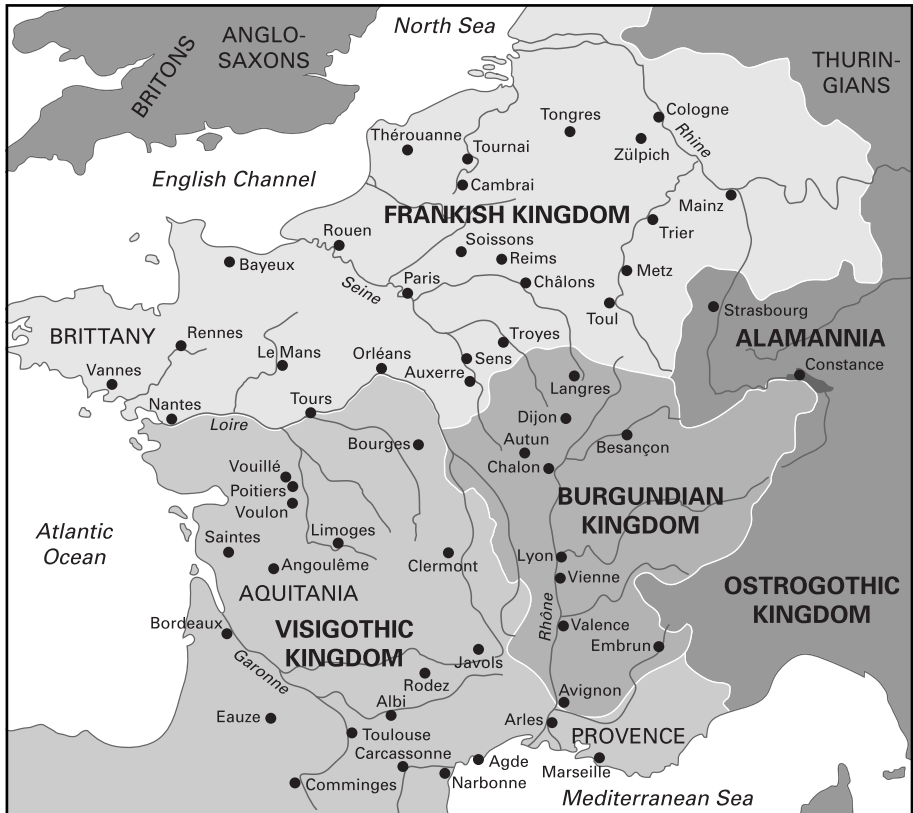 North Sea
ANGLO-
SAXONS
BRITONS
THURIN-
GIANS
Cologne
Tongres
Rhine
Thérouanne
Tournai
Zülpich
English Channel
Cambrai
FRANKISH KINGDOM
Mainz
Trier
Rouen
Soissons
Reims
Bayeux
Metz
Seine
Paris
Châlons
Toul
Strasbourg
BRITTANY
Rennes
Troyes
ALAMANNIA
Le Mans
Orléans
Sens
Constance
Vannes
Auxerre
Langres
Nantes
Tours
Loire
Dijon
Bourges
Autun
Besançon
Chalon
Vouillé
Poitiers
BURGUNDIAN
KINGDOM
Voulon
Atlantic
Ocean
Saintes
Limoges
Angoulême
Clermont
Lyon
Vienne
AQUITANIA
OSTROGOTHIC
KINGDOM
Bordeaux
VISIGOTHIC
KINGDOM
Rhône
Valence
Embrun
Garonne
Javols
Rodez
Albi
Avignon
Eauze
Toulouse
Arles
PROVENCE
Carcassonne
Agde
Marseille
Comminges
Narbonne
Mediterranean Sea